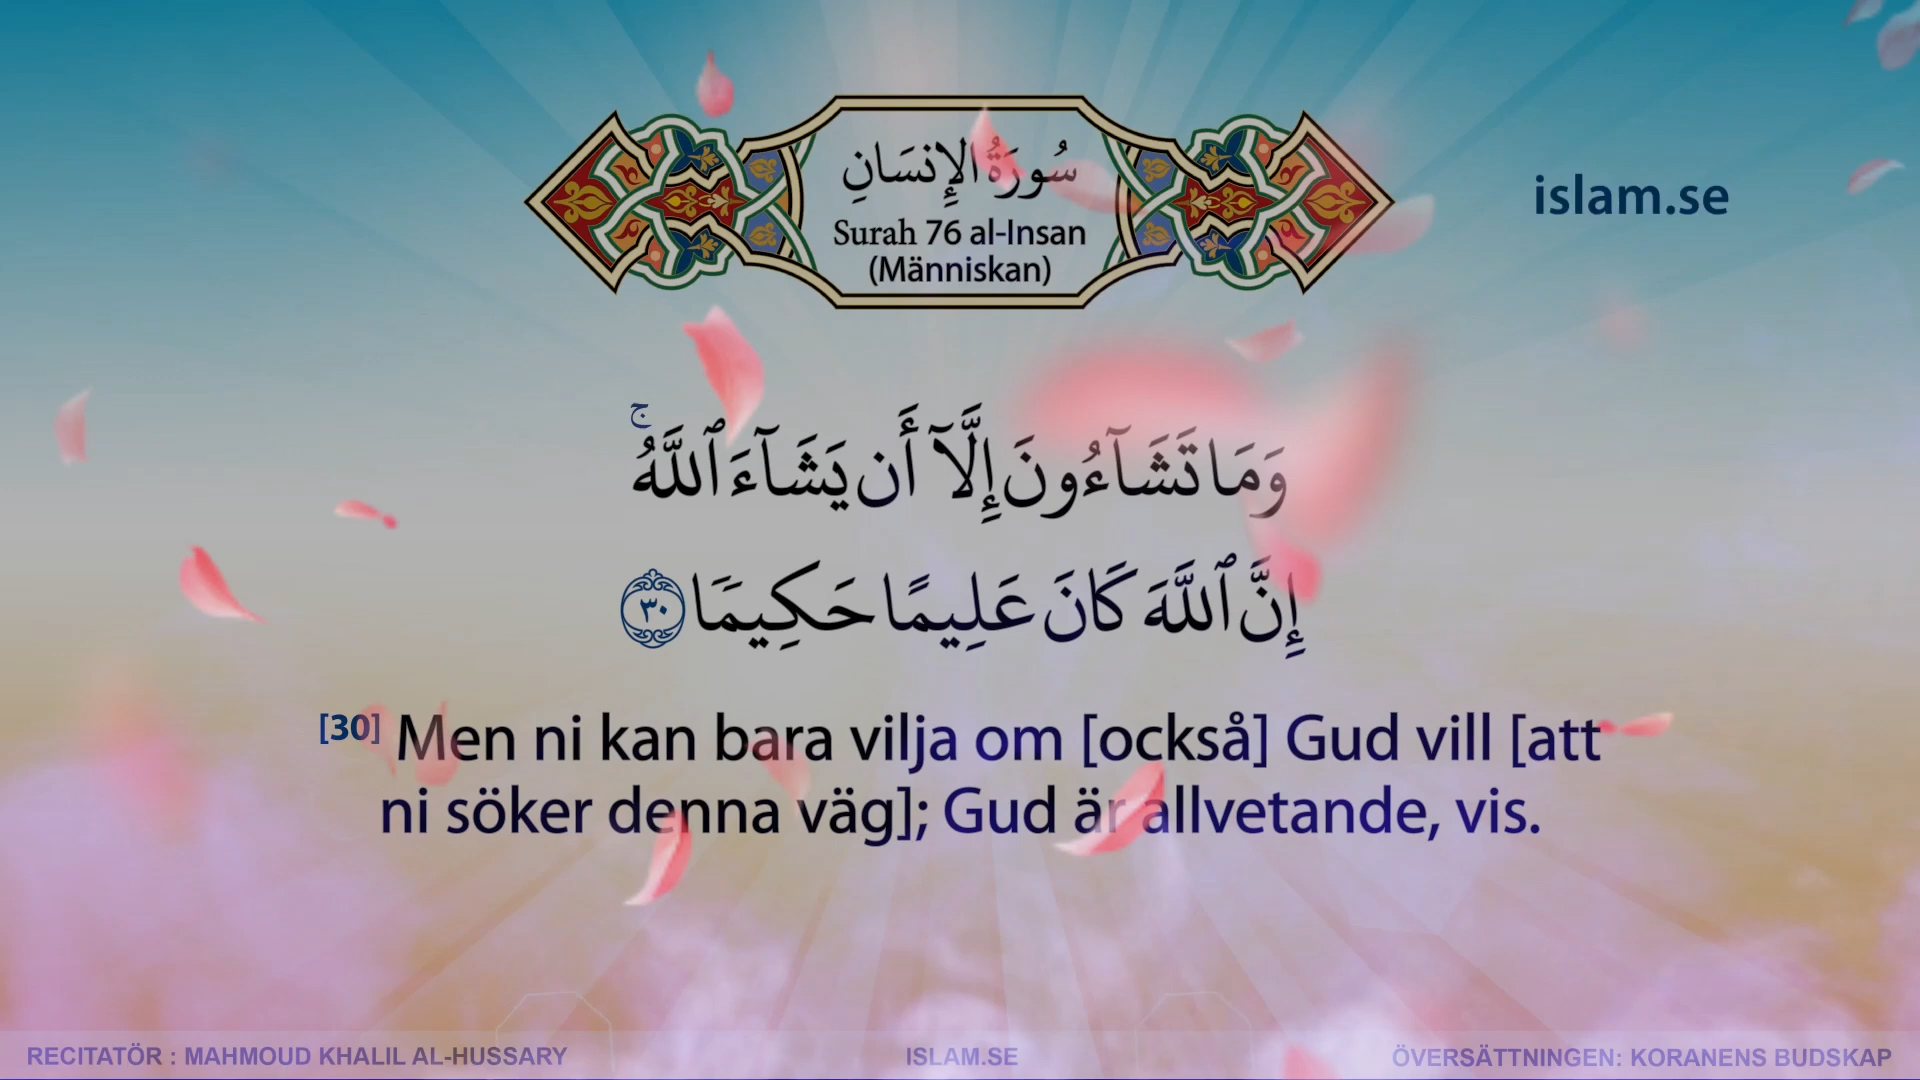 سُورَةُ الإِنسَانِ
Surah 76 al-Insan
(Människan)
islam.se
وَمَا تَشَآءُونَ إِلَّآ أَن يَشَآءَ ٱللَّهُ ۚ
إِنَّ ٱللَّهَ كَانَ عَلِيمًا حَكِيمَا ٣٠
[30] Men ni kan bara vilja om [också] Gud vill [att
ni söker denna väg]; Gud är allvetande, vis.
RECITATÖR : MAHMOUD KHALIL AL-HUSSARY
ISLAM.SE
ÖVERSÄTTNINGEN: KORANENS BUDSKAP